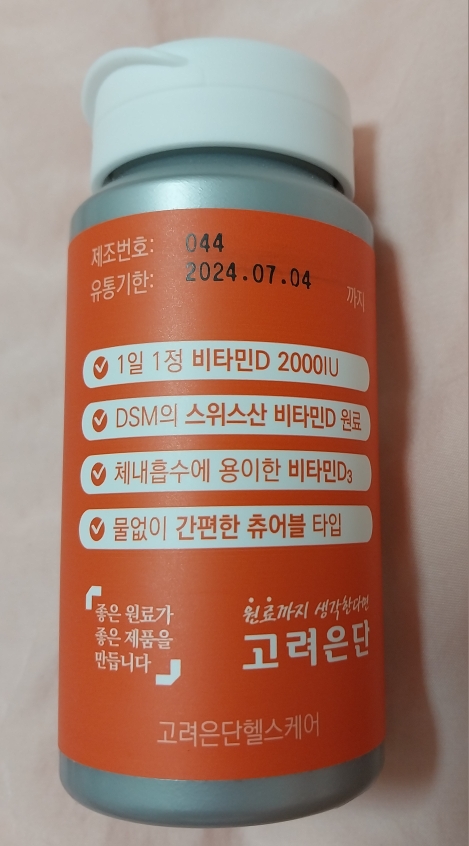 제조번호: 044
유통기한: 2024.07.04 까지
1일 1정 비타민D 2000IU
DSM의 스위스산 비타민D 원료
체내흡수에 용이한 비타민D₃
물없이 간편한 츄어블 타입
좋은 원료가
좋은 제품을
만듭니다
원료까지 생각한다면
고려은단
고려은단헬스케어